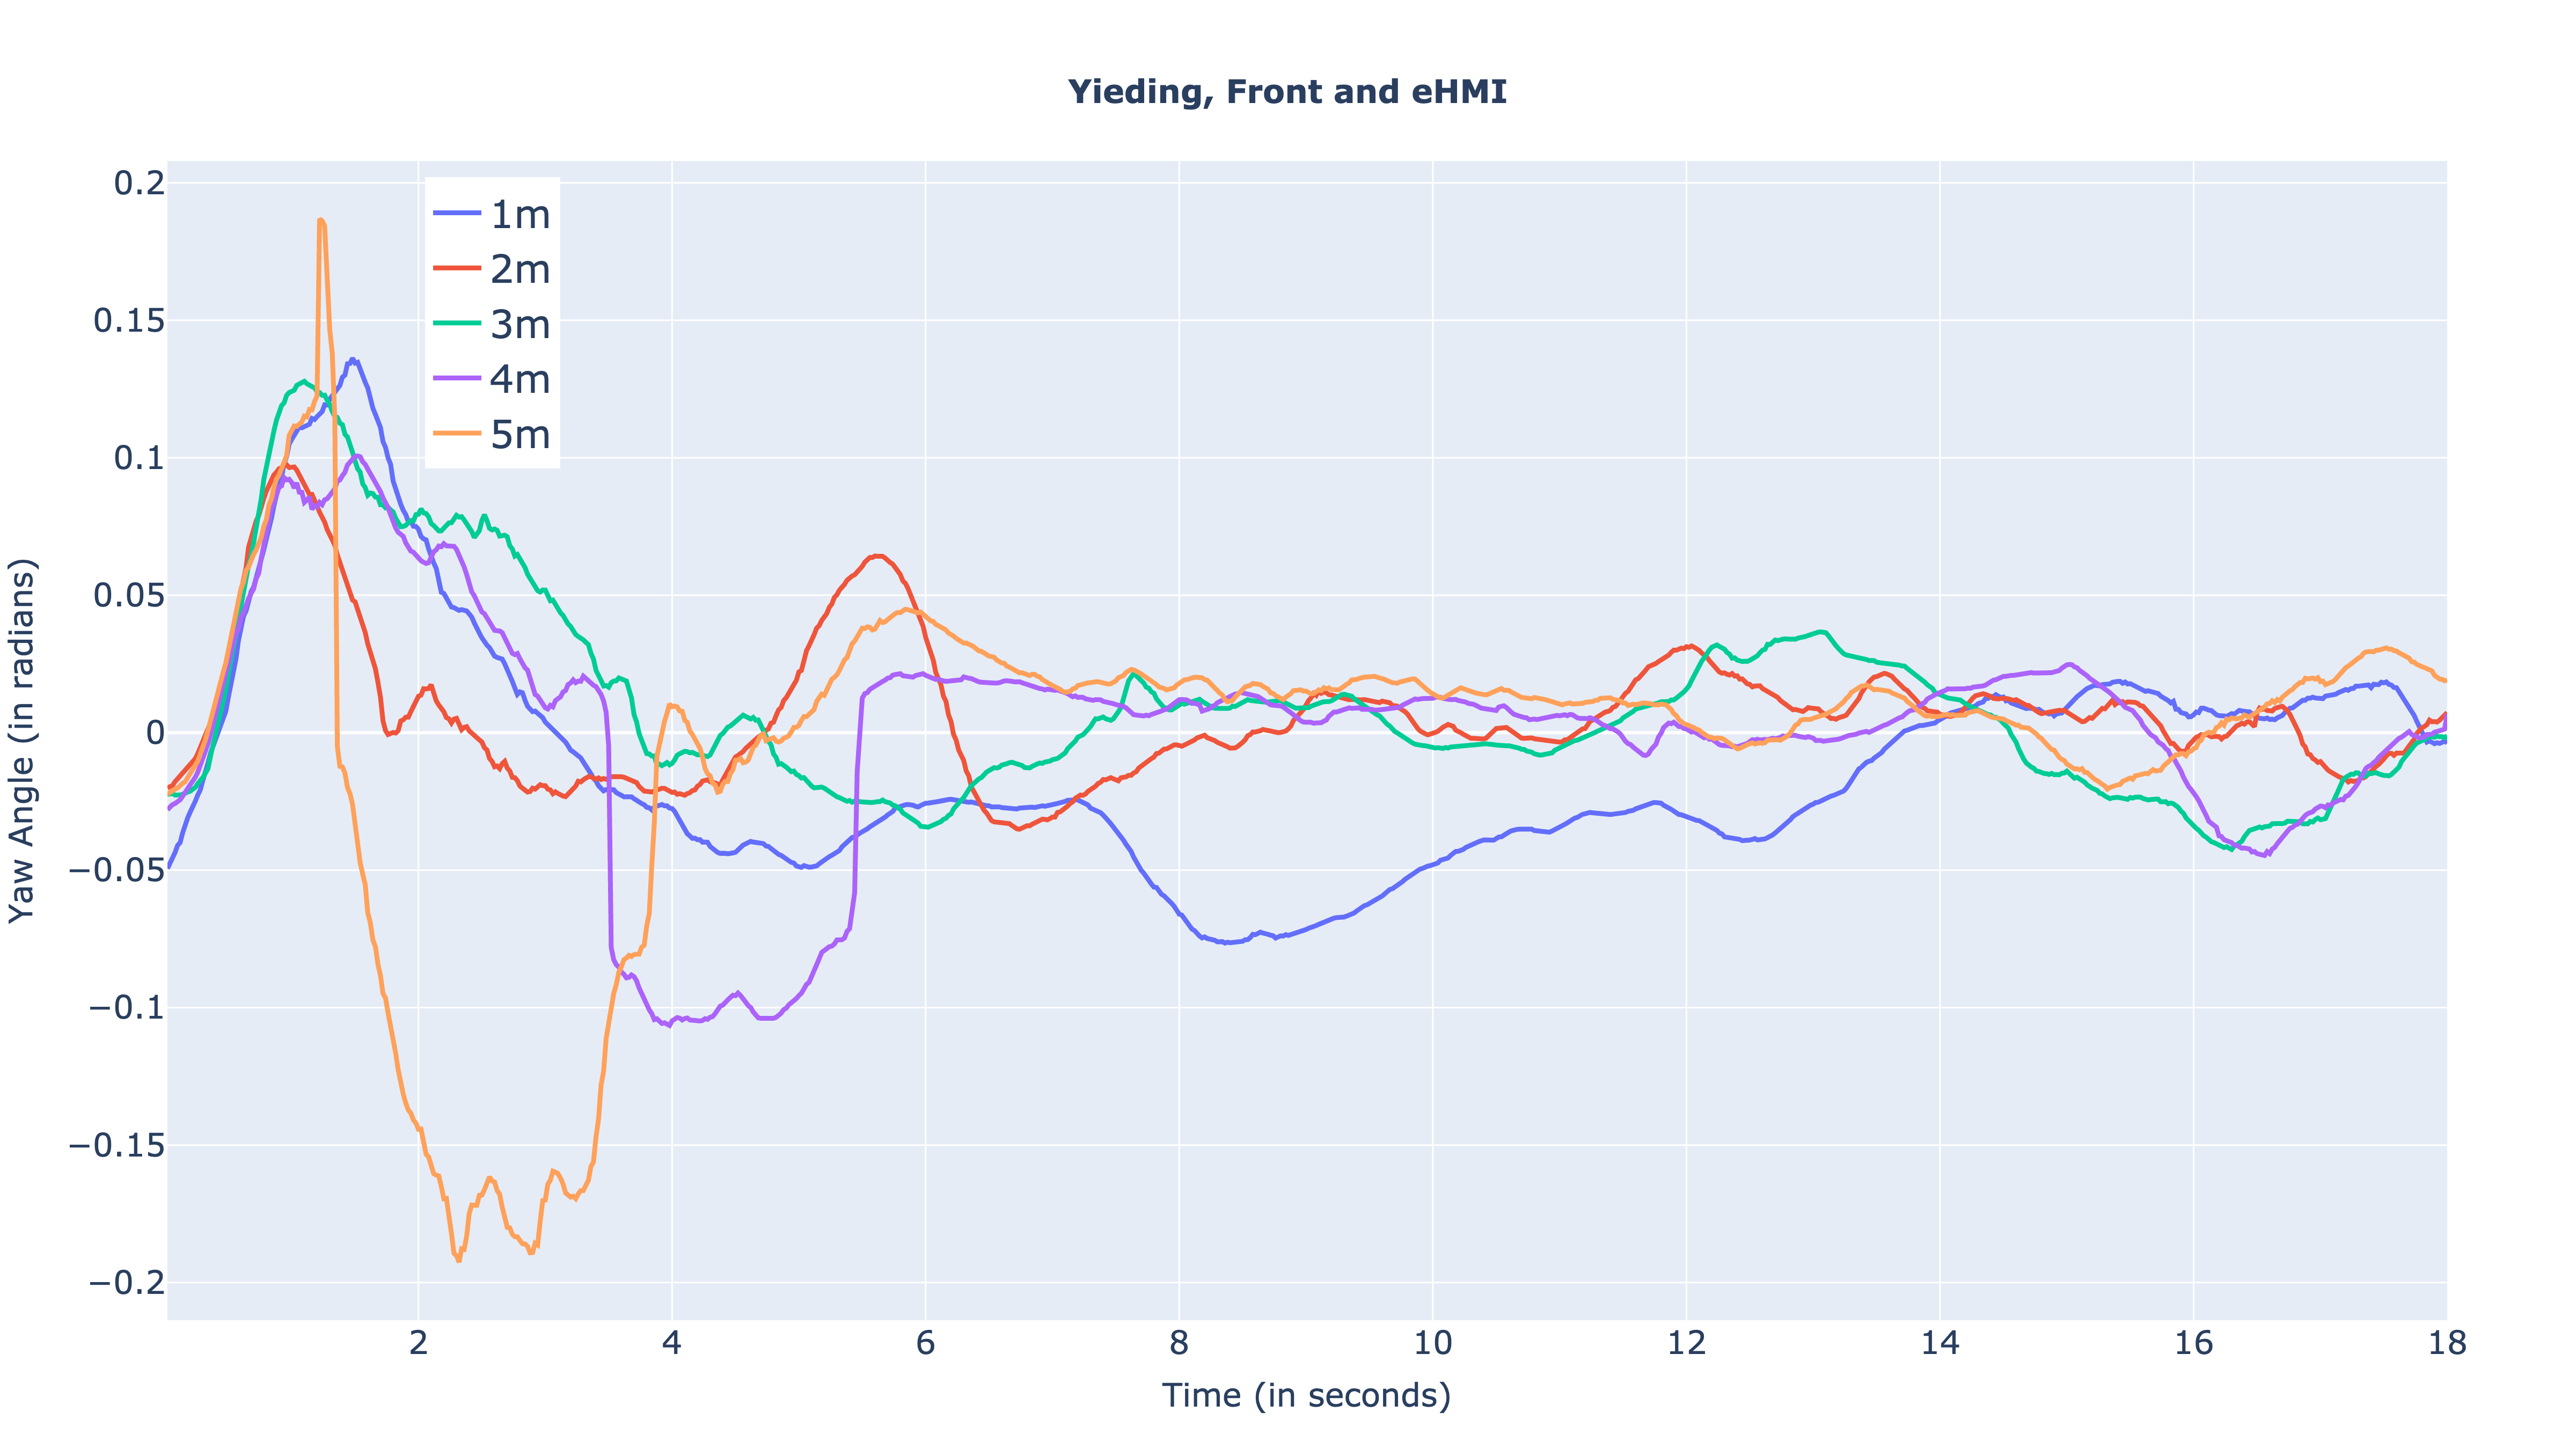 Yieding, Front and eHMI
1m
2m
3m
4m
5m
Yaw Angle (in radians)
0.2
0.15
0.1
0.05
0
−0.05
−0.1
−0.15
−0.2
2 4 6 8 10 12 14 16 18
Time (in seconds)